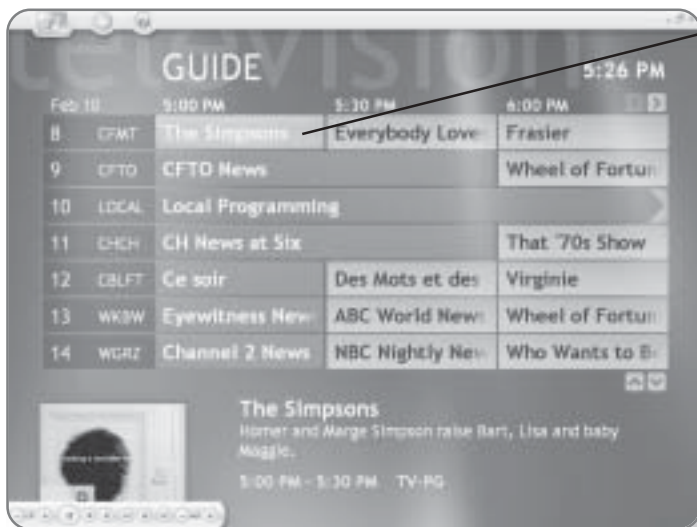 television
GUIDE
5:26 PM
Feb 10 5:00 PM 5:30 PM 6:00 PM
8 CFMT The Simpsons Everybody Love Frasier
9 CFTO CFTO News Wheel of Fortun
10 LOCAL Local Programming
11 CHCH CH News at Six That '70s Show
12 CBLFT Ce soir Des Mots et des Virginie
13 WKBW Eyewitness New ABC World News Wheel of Fortun
14 WGRZ Channel 2 News NBC Nightly New Who Wants to Be
The Simpsons
Homer and Marge Simpson raise Bart, Lisa and baby
Maggie.
5:00 PM - 5:30 PM TV-PG